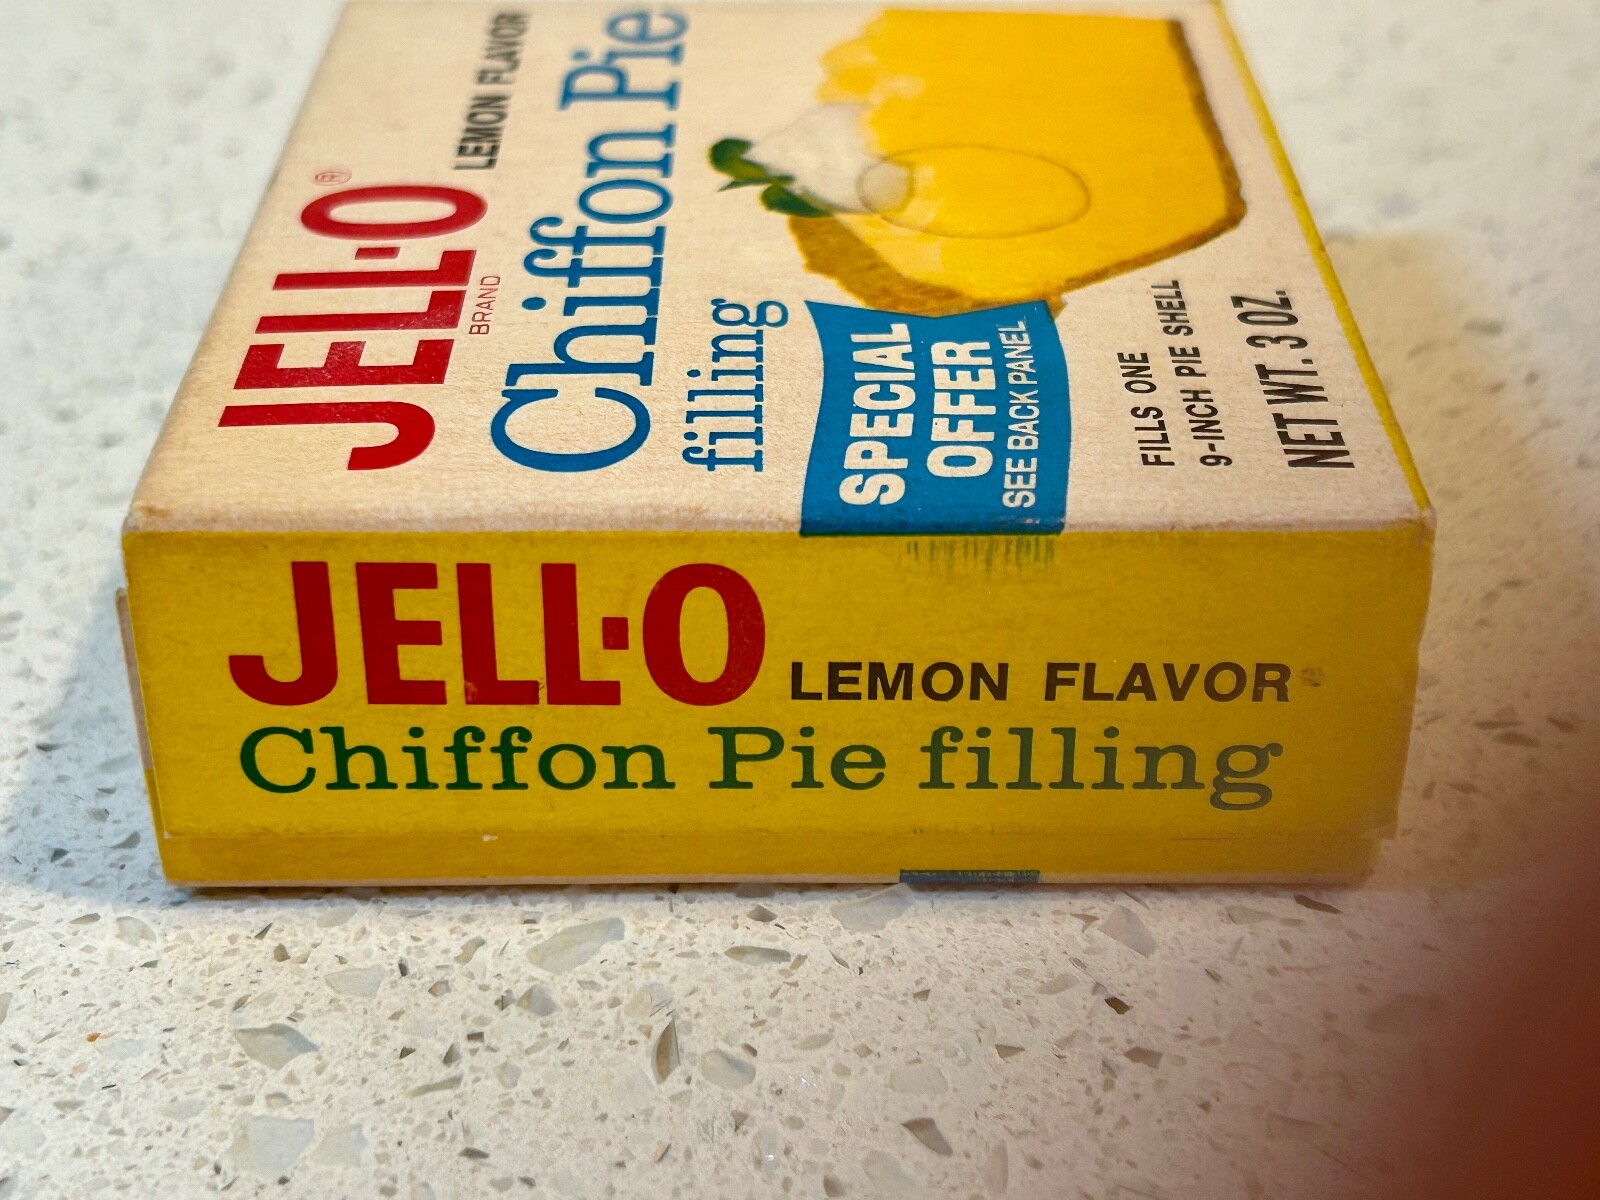 JELL-O®
BRAND
LEMON FLAVOR
Chiffon Pie
filling
SPECIAL
OFFER
SEE BACK PANEL
FILLS ONE
9-INCH PIE SHELL
NET WT. 3 OZ.
JELL-O LEMON FLAVOR
Chiffon Pie filling